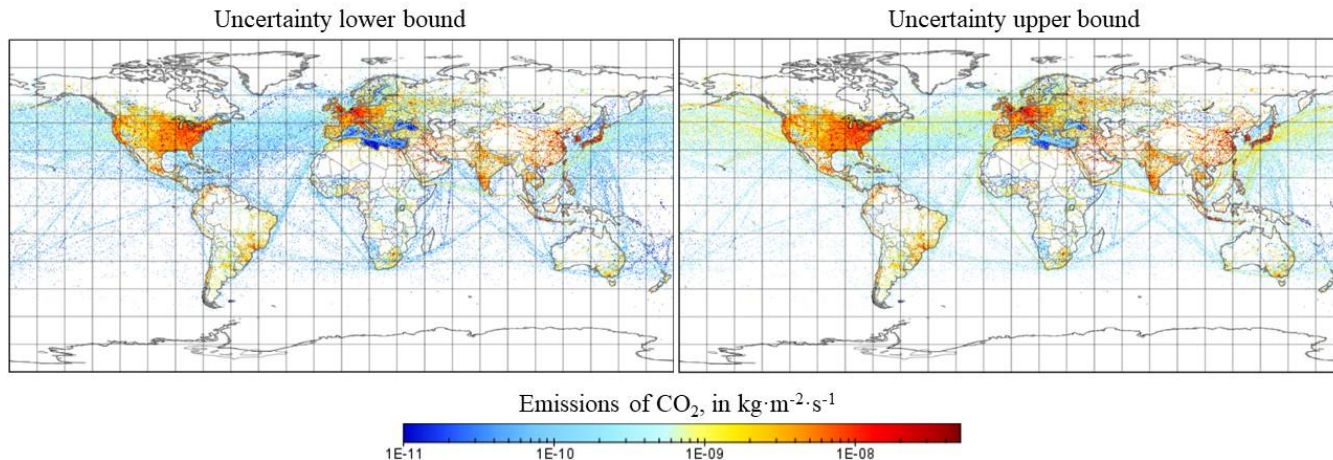 Uncertainty lower bound
Uncertainty upper bound
Emissions of CO₂, in kg·m⁻²·s⁻¹
1E-11 1E-10 1E-09 1E-08